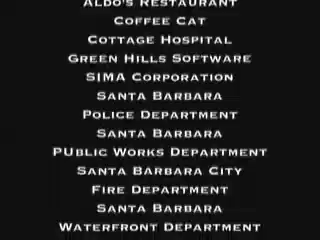 Aldo's Restaurant
Coffee Cat
Cottage Hospital
Green Hills Software
SIMA Corporation
Santa Barbara
Police Department
Santa Barbara
PUblic Works Department
Santa Barbara City
Fire Department
Santa Barbara
Waterfront Department